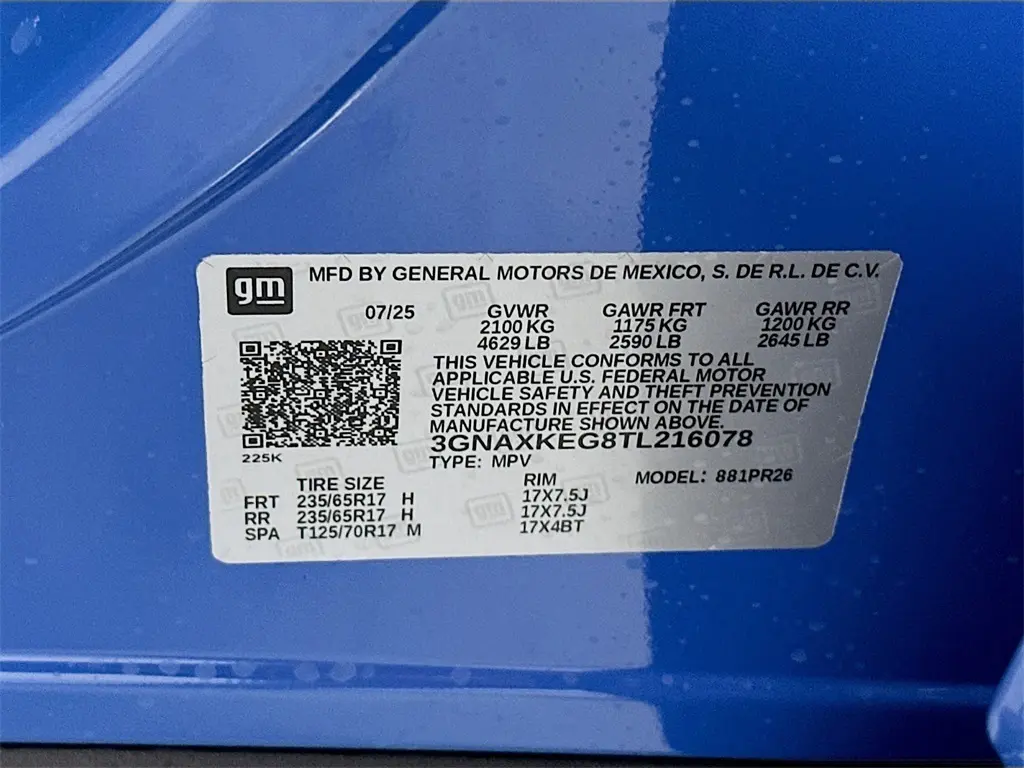 gm
MFD BY GENERAL MOTORS DE MEXICO, S. DE R.L. DE C.V.
07/25 GVWR GAWR FRT GAWR RR
2100 KG 1175 KG 1200 KG
4629 LB 2590 LB 2645 LB
THIS VEHICLE CONFORMS TO ALL
APPLICABLE U.S. FEDERAL MOTOR
VEHICLE SAFETY AND THEFT PREVENTION
STANDARDS IN EFFECT ON THE DATE OF
MANUFACTURE SHOWN ABOVE.
225K
3GNAXKEG8TL216078
TYPE: MPV MODEL: 881PR26
TIRE SIZE RIM
FRT 235/65R17 H 17X7.5J
RR 235/65R17 H 17X7.5J
SPA T125/70R17 M 17X4BT